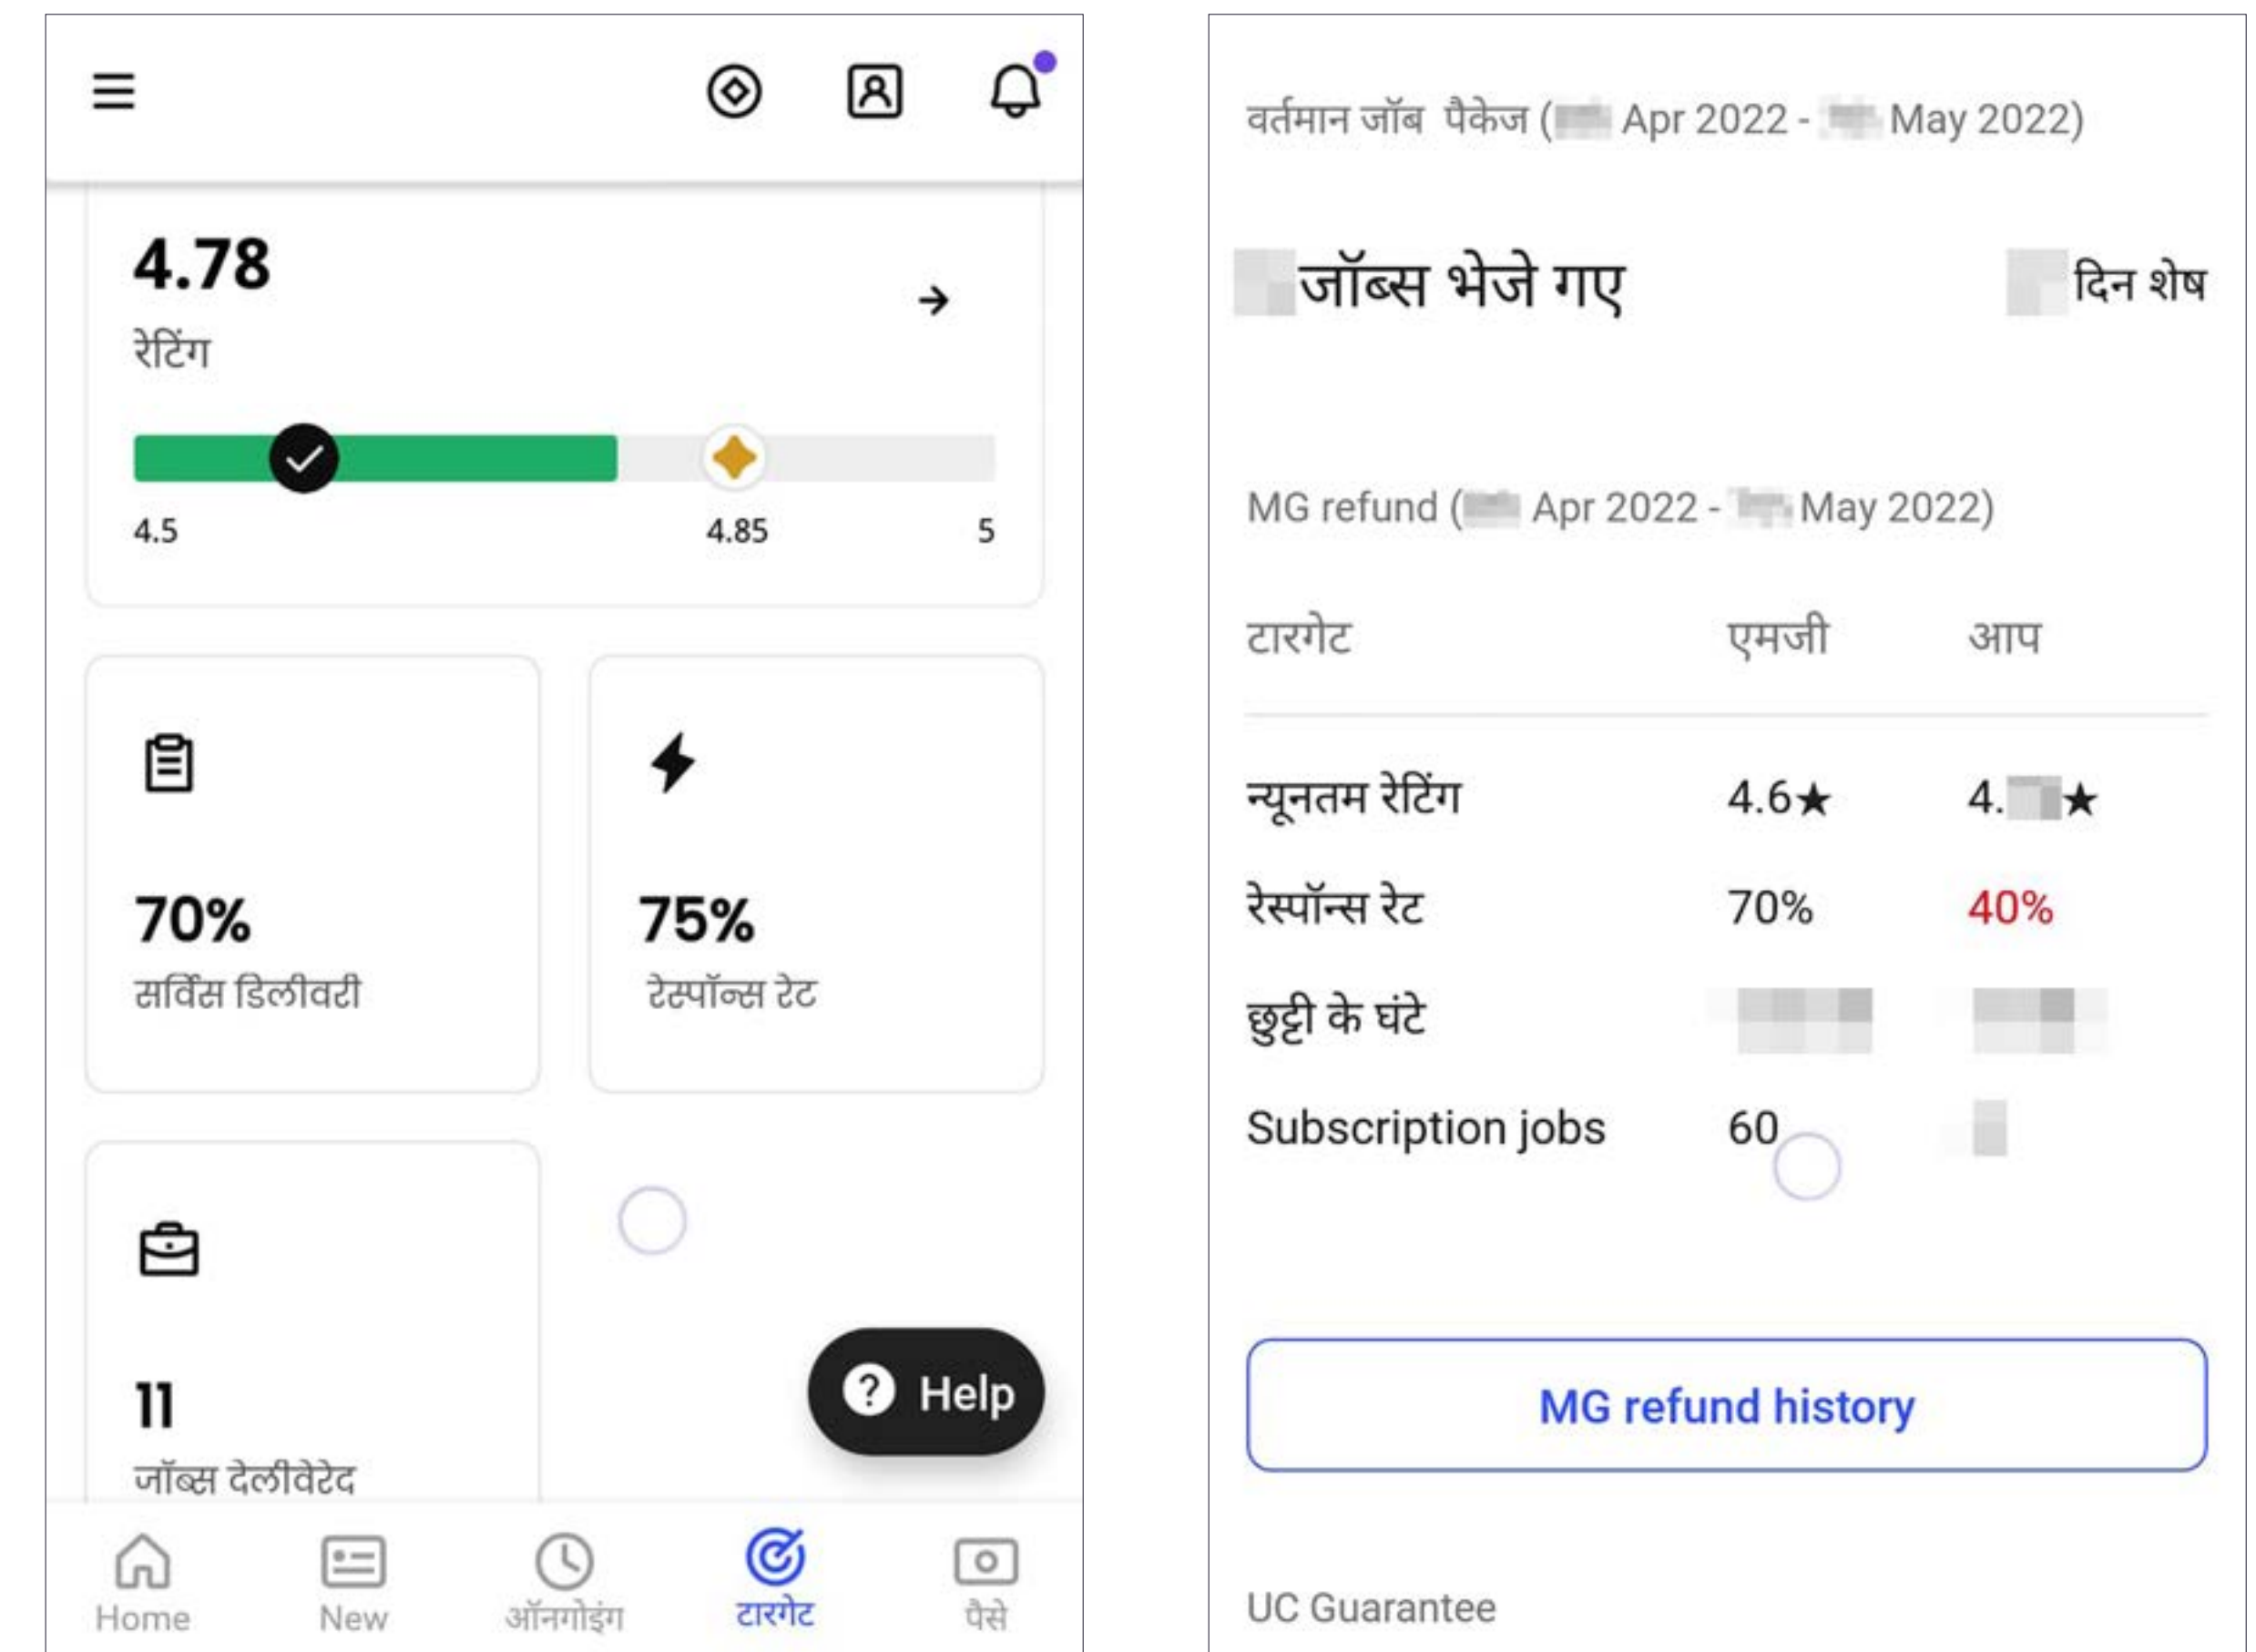 4.78
रेटिंग
4.5 4.85 5
70%
सर्विस डिलीवरी
75%
रेस्पॉन्स रेट
11
जॉब्स देलीवेरेद
? Help
Home New ऑनगोइंग टारगेट पैसे
वर्तमान जॉब पैकेज ( Apr 2022 - May 2022)
जॉब्स भेजे गए दिन शेष
MG refund ( Apr 2022 - May 2022)
टारगेट एमजी आप
न्यूनतम रेटिंग 4.6★ 4. ★
रेस्पॉन्स रेट 70% 40%
छुट्टी के घंटे
Subscription jobs 60
MG refund history
UC Guarantee